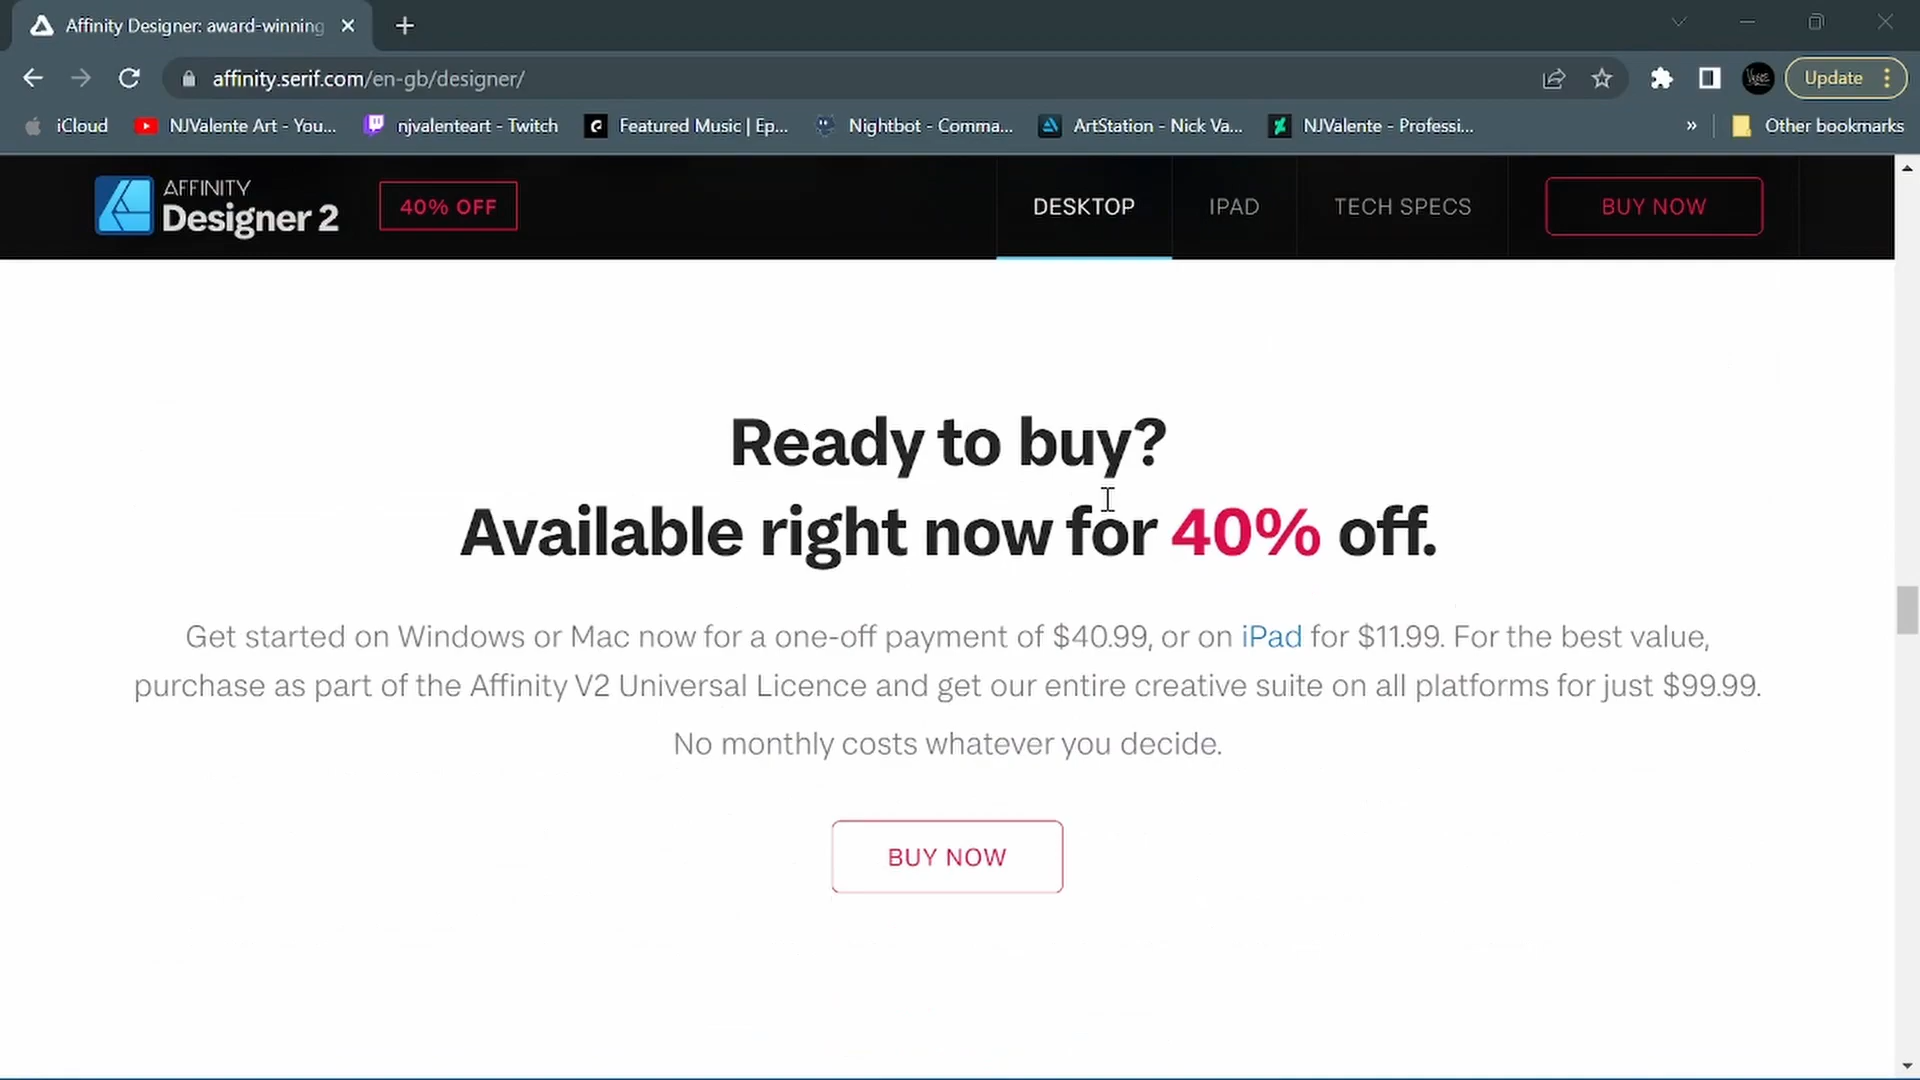 Affinity Designer: award-winning
affinity.serif.com/en-gb/designer/
Update
iCloud
NJValente Art - You...
njvalenteart - Twitch
Featured Music | Ep...
Nightbot - Comma...
ArtStation - Nick Va...
NJValente - Professi...
»
Other bookmarks
AFFINITY
Designer 2
40% OFF
DESKTOP
IPAD
TECH SPECS
BUY NOW
Ready to buy?
Available right now for 40% off.
Get started on Windows or Mac now for a one-off payment of $40.99, or on iPad for $11.99. For the best value,
purchase as part of the Affinity V2 Universal Licence and get our entire creative suite on all platforms for just $99.99.
No monthly costs whatever you decide.
BUY NOW